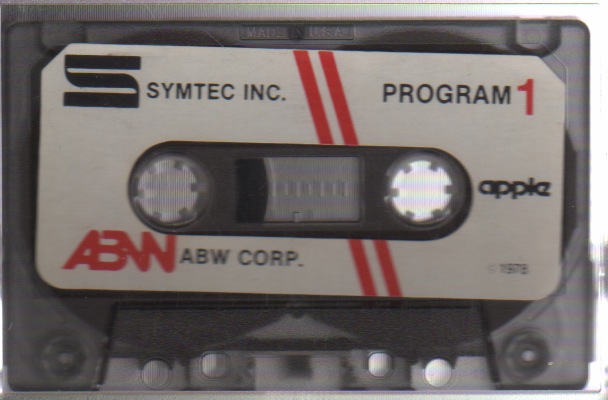 MADE IN U.S.A.
SYMTEC INC.
PROGRAM 1
apple
ABW ABW CORP.
© 1978